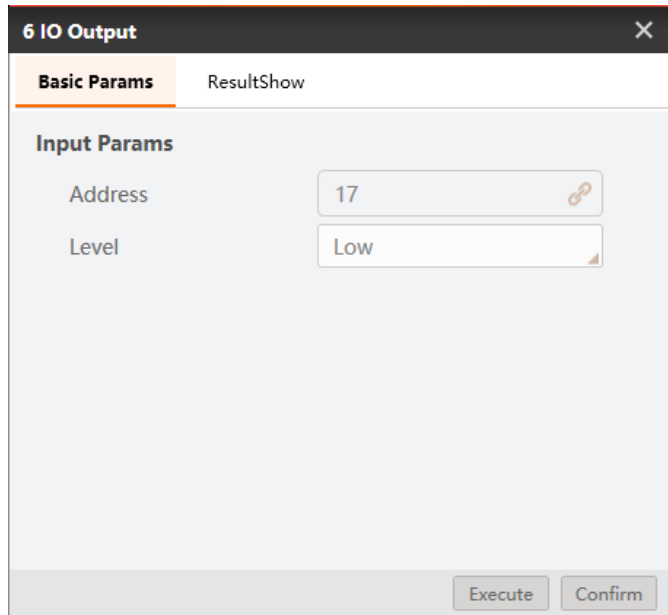 6 IO Output
Basic Params ResultShow
Input Params
Address 17
Level Low
Execute Confirm